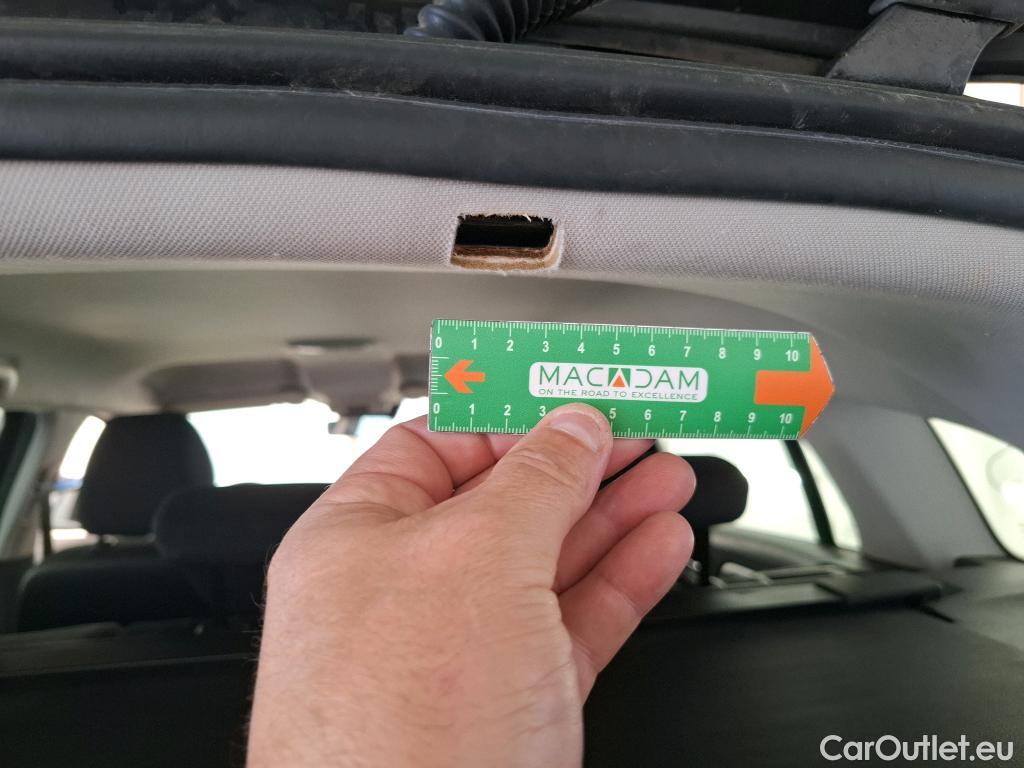 0 1 2 3 4 5 6 7 8 9 10
MACADAM
ON THE ROAD TO EXCELLENCE
0 1 2 3 5 6 7 8 9 10
CarOutlet.eu